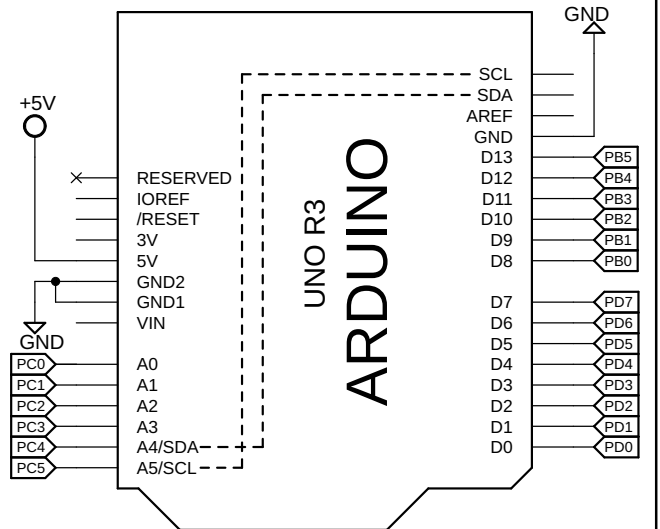 GND
+5V
RESERVED
IOREF
/RESET
3V
5V
GND2
GND1
VIN
GND
PC0 A0
PC1 A1
PC2 A2
PC3 A3
PC4 A4/SDA
PC5 A5/SCL
UNO R3
ARDUINO
SCL
SDA
AREF
GND
D13 PB5
D12 PB4
D11 PB3
D10 PB2
D9 PB1
D8 PB0
D7 PD7
D6 PD6
D5 PD5
D4 PD4
D3 PD3
D2 PD2
D1 PD1
D0 PD0